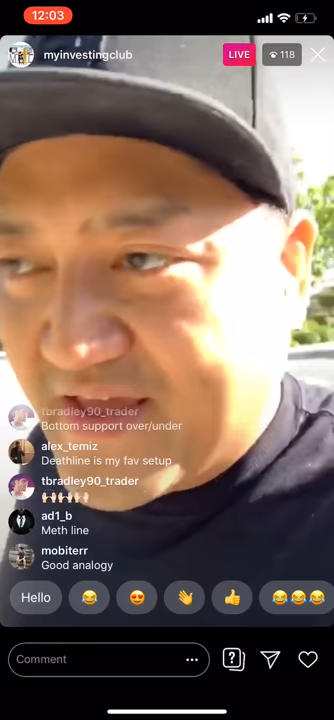 12:03
myinvestingclub
LIVE
118
tbradley90_trader
Bottom support over/under
alex_temiz
Deathline is my fav setup
tbradley90_trader
🙌🏻🙌🏻🙌🏻🙌🏻
ad1_b
Meth line
mobiterr
Good analogy
Hello
Comment